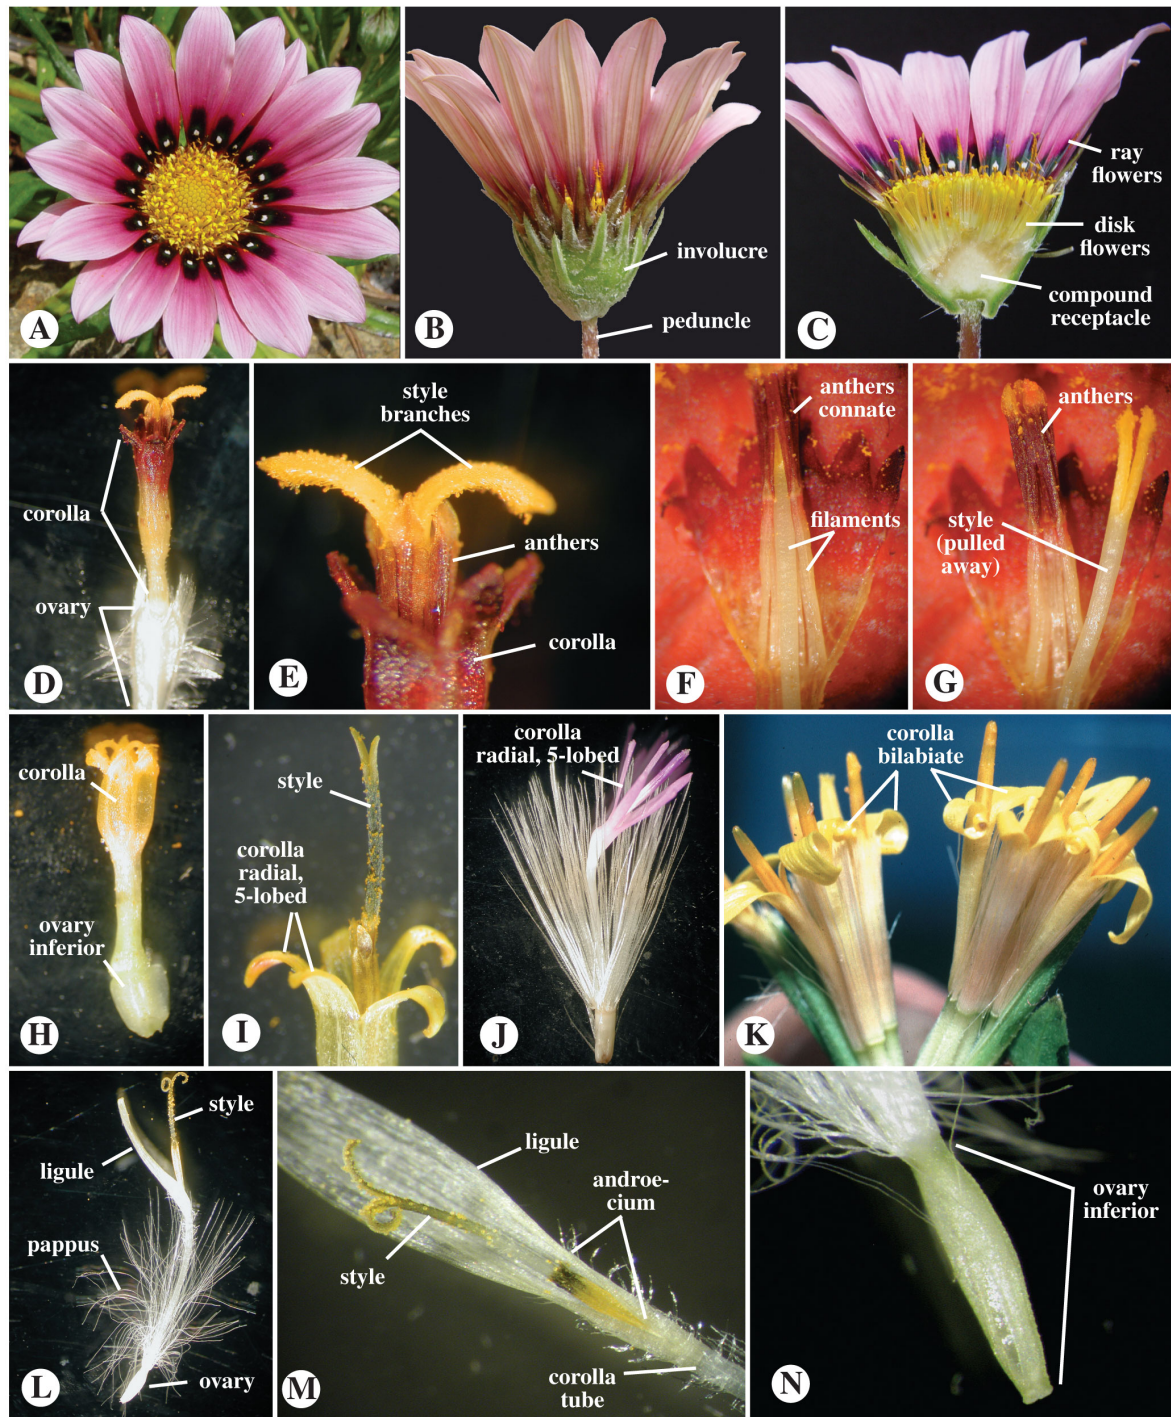 A
involucre
peduncle
B
ray
flowers
disk
flowers
compound
receptacle
C
corolla
ovary
D
style
branches
anthers
corolla
E
anthers
connate
filaments
F
anthers
style
(pulled
away)
G
corolla
ovary
inferior
H
style
corolla
radial,
5-lobed
I
corolla
radial, 5-lobed
J
corolla
bilabiate
K
style
ligule
pappus
ovary
L
ligule
androe-
cium
style
corolla
tube
M
ovary
inferior
N